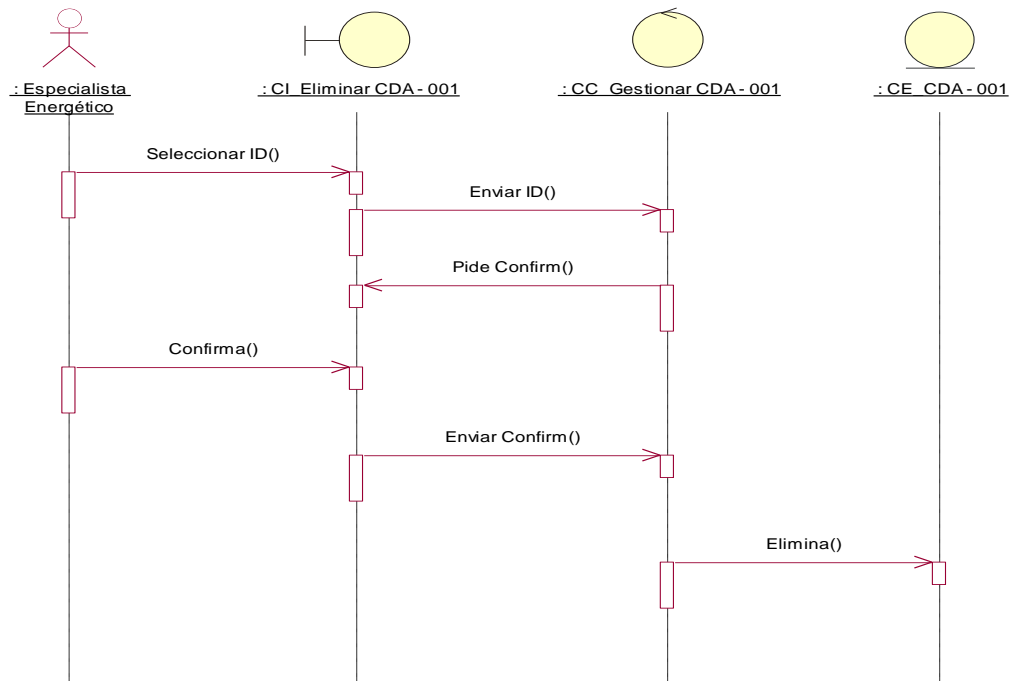 : Especialista
Energético
: CI_Eliminar CDA - 001
: CC_Gestionar CDA - 001
: CE_CDA - 001
Seleccionar ID()
Enviar ID()
Pide Confirm()
Confirma()
Enviar Confirm()
Elimina()